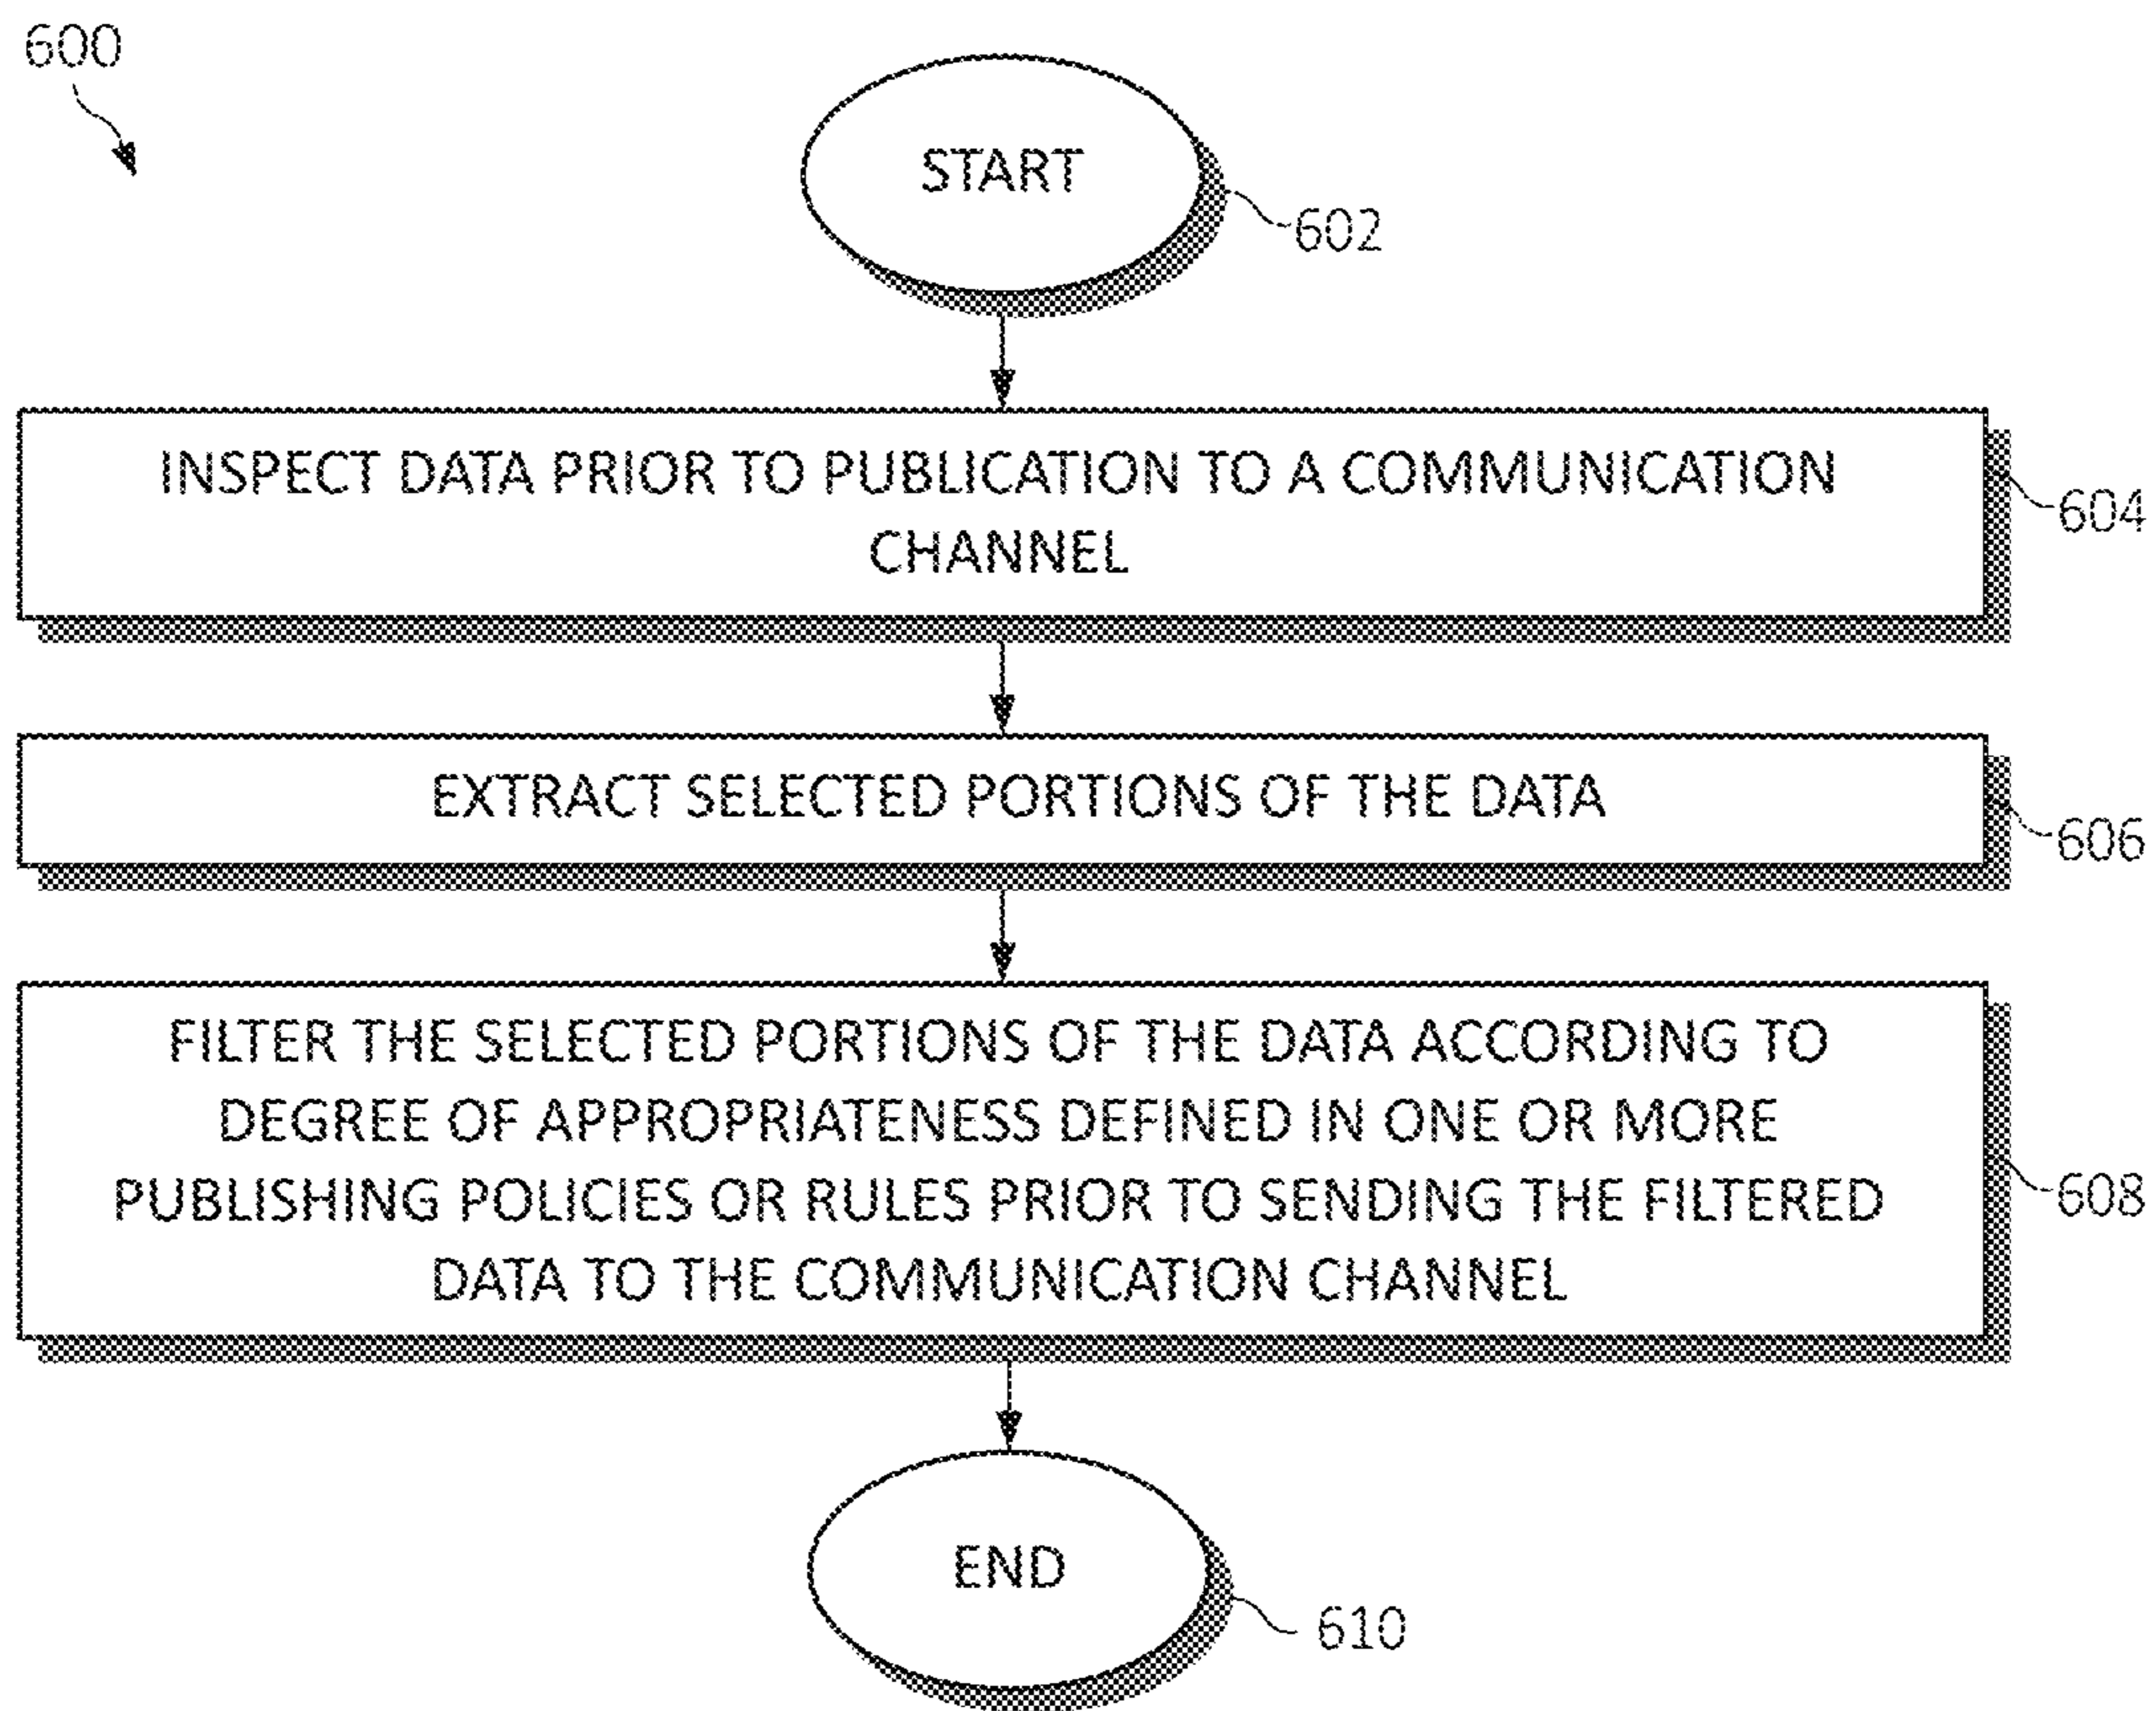 600
START
602
INSPECT DATA PRIOR TO PUBLICATION TO A COMMUNICATION
CHANNEL
604
EXTRACT SELECTED PORTIONS OF THE DATA
606
FILTER THE SELECTED PORTIONS OF THE DATA ACCORDING TO
DEGREE OF APPROPRIATENESS DEFINED IN ONE OR MORE
PUBLISHING POLICIES OR RULES PRIOR TO SENDING THE FILTERED
DATA TO THE COMMUNICATION CHANNEL
608
END
610